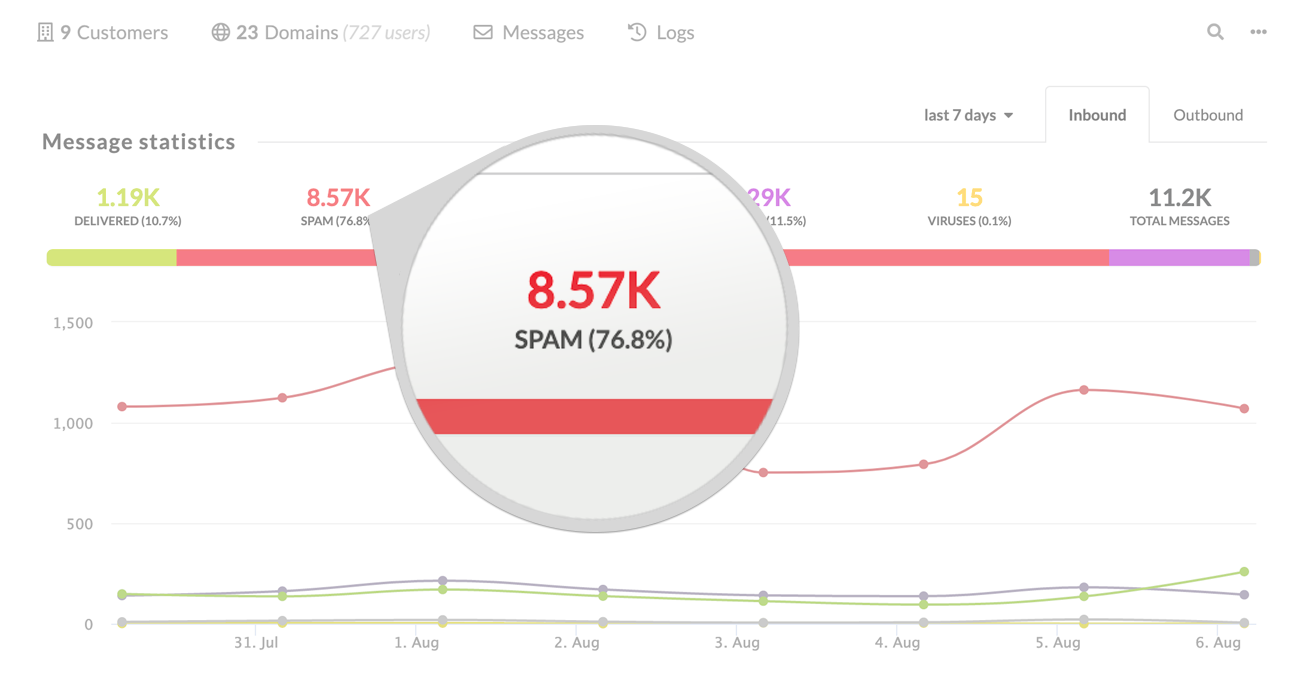 9 Customers 23 Domains (727 users) Messages Logs
last 7 days Inbound Outbound
Message statistics
1.19K 8.57K 29K 15 11.2K
DELIVERED (10.7%) SPAM (76.8% (11.5%) VIRUSES (0.1%) TOTAL MESSAGES
8.57K
SPAM (76.8%)
1,500
1,000
500
0
31. Jul 1. Aug 2. Aug 3. Aug 4. Aug 5. Aug 6. Aug